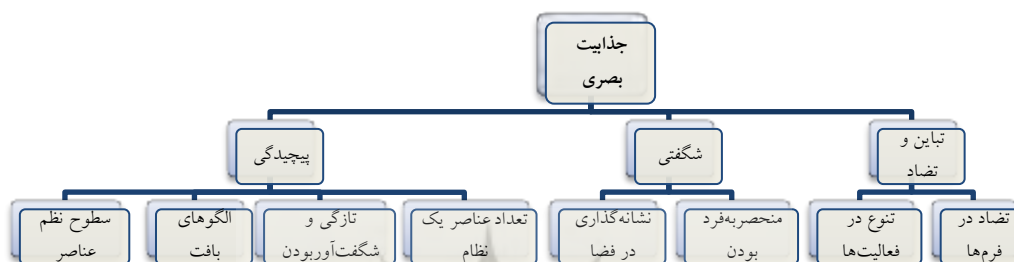 جذابیت
بصری
تباین و
تضاد
شگفتی
پیچیدگی
تضاد در
فرم‌ها
تنوع در
فعالیت‌ها
منحصربه‌فرد
بودن
نشانه‌گذاری
در فضا
تعداد عناصر یک
نظام
تازگی و
شگفت‌آوربودن
الگوهای
بافت
سطوح نظم
عناصر